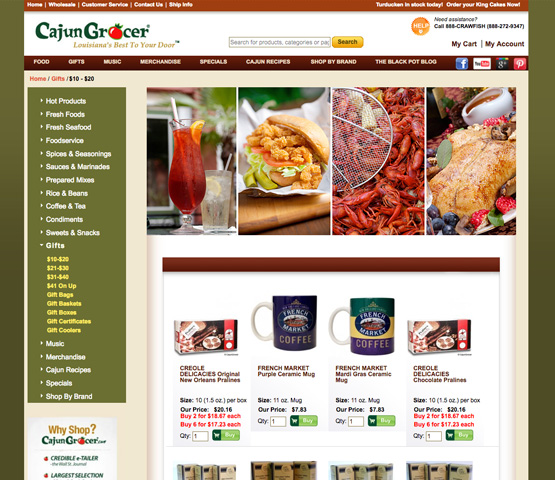 Home | Wholesale | Customer Service | Contact Us | Ship Info
Turducken in stock today! Order your King Cakes Now!
CajunGrocer®
Louisiana's Best To Your Door™
Search for products, categories or pa
Search
HELP
Need assistance?
Call 888-CRAWFISH (888-272-9347)
My Cart | My Account
FOOD GIFTS MUSIC MERCHANDISE SPECIALS CAJUN RECIPES SHOP BY BRAND THE BLACK POT BLOG
Home / Gifts / $10 - $20
Hot Products
Fresh Foods
Fresh Seafood
Foodservice
Spices & Seasonings
Sauces & Marinades
Prepared Mixes
Rice & Beans
Coffee & Tea
Condiments
Sweets & Snacks
Gifts
$10-$20
$21-$30
$31-$40
$41 On Up
Gift Bags
Gift Baskets
Gift Boxes
Gift Certificates
Gift Coolers
Music
Merchandise
Cajun Recipes
Specials
Shop By Brand
Why Shop?
CajunGrocer.com
CREDIBLE e-TAILER
-the Wall St. Journal
LARGEST SELECTION
FRENCH MARKET COFFEE
FRENCH MARKET COFFEE
CREOLE DELICACIES Original New Orleans Pralines
Size: 10 (1.5 oz.) per box
Our Price: $20.16
Buy 2 for $18.67 each
Buy 6 for $17.23 each
Qty: 1 Buy
FRENCH MARKET Purple Ceramic Mug
Size: 11 oz. Mug
Our Price: $7.83
Qty: 1 Buy
FRENCH MARKET Mardi Gras Ceramic Mug
Size: 11 oz. Mug
Our Price: $7.83
Qty: 1 Buy
CREOLE DELICACIES Chocolate Pralines
Size: 10 (1.5 oz.) per box
Our Price: $20.16
Buy 2 for $18.67 each
Buy 6 for $17.23 each
Qty: 1 Buy